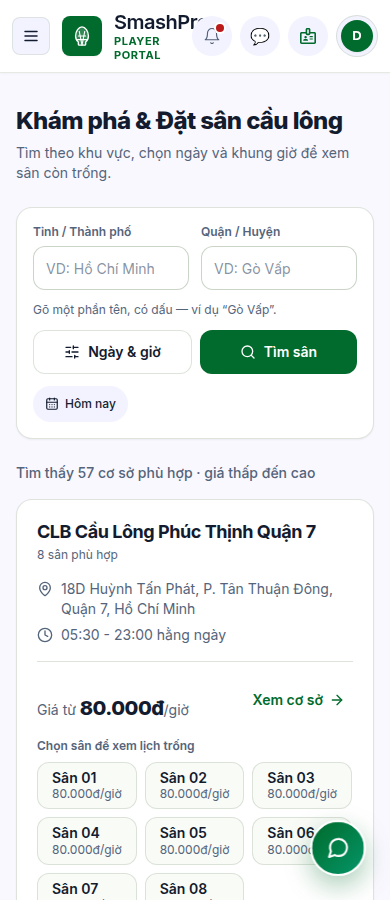 SmashPr
PLAYER
PORTAL
D
Khám phá & Đặt sân cầu lông
Tìm theo khu vực, chọn ngày và khung giờ để xem
sân còn trống.
Tỉnh / Thành phố
Quận / Huyện
VD: Hồ Chí Minh
VD: Gò Vấp
Gõ một phần tên, có dấu — ví dụ “Gò Vấp”.
Ngày & giờ
Tìm sân
Hôm nay
Tìm thấy 57 cơ sở phù hợp · giá thấp đến cao
CLB Cầu Lông Phúc Thịnh Quận 7
8 sân phù hợp
18D Huỳnh Tấn Phát, P. Tân Thuận Đông,
Quận 7, Hồ Chí Minh
05:30 - 23:00 hằng ngày
Giá từ 80.000đ/giờ
Xem cơ sở
Chọn sân để xem lịch trống
Sân 01
80.000đ/giờ
Sân 02
80.000đ/giờ
Sân 03
80.000đ/giờ
Sân 04
80.000đ/giờ
Sân 05
80.000đ/giờ
Sân 06
80.000
Sân 07
Sân 08